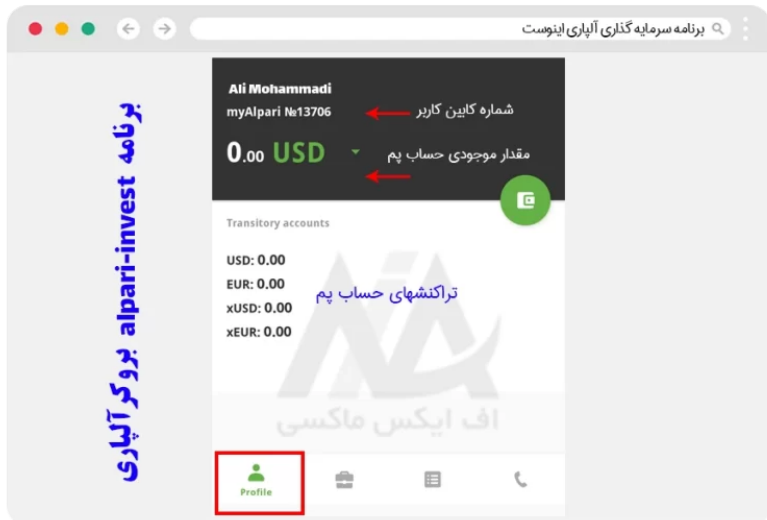 برنامه سرمایه گذاری آلپاری اینوست
Ali Mohammadi
myAlpari №13706
شماره کابین کاربر
0.00 USD
مقدار موجودی حساب پم
Transitory accounts
USD: 0.00
EUR: 0.00
xUSD: 0.00
xEUR: 0.00
تراکنشهای حساب پم
اف ایکس ماکسی
Profile
برنامه alpari-invest بروکر آلپاری